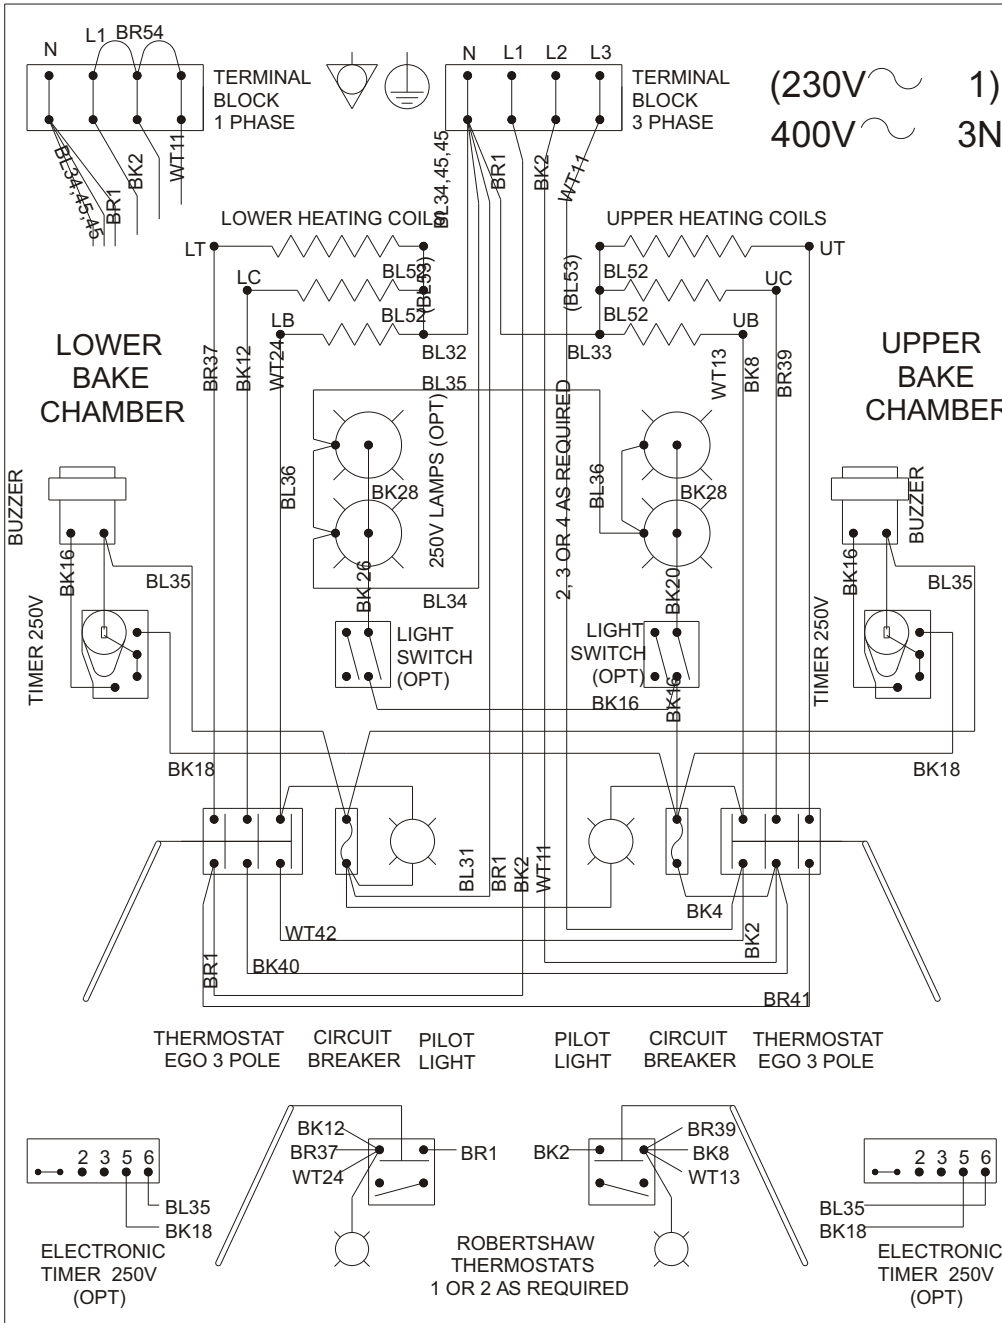 N L1 BR54
TERMINAL
BLOCK
1 PHASE
BL34,45,45
BR1
BK2
WT11
N L1 L2 L3
TERMINAL
BLOCK
3 PHASE
(230V 1)
400V 3N
BL34,45,45
BR1
BK2
WT11
LOWER HEATING COILS
UPPER HEATING COILS
LT
UT
LC
BL52
(BL53)
(BL53)
BL52
UC
LB
BL52
BL52
UB
BL32
BL33
LOWER
BAKE
CHAMBER
UPPER
BAKE
CHAMBER
BR37
BK12
WT24
WT13
BK8
BR39
BL35
250V LAMPS (OPT)
2, 3 OR 4 AS REQUIRED
BL36
BK28
BL36
BK28
BUZZER
BUZZER
BK16
BL35
BK16
BL35
BK 26
BL34
BK20
TIMER 250V
TIMER 250V
LIGHT
SWITCH
(OPT)
LIGHT
SWITCH
(OPT)
BK16
BK16
BK18
BK18
BL31
BR1
BK2
WT11
BK4
BK2
WT42
BR1
BK40
BR41
THERMOSTAT
EGO 3 POLE
CIRCUIT
BREAKER
PILOT
LIGHT
PILOT
LIGHT
CIRCUIT
BREAKER
THERMOSTAT
EGO 3 POLE
BK12
BR37
WT24
BR1
BK2
BR39
BK8
WT13
2 3 5 6
BL35
BK18
ELECTRONIC
TIMER 250V
(OPT)
ROBERTSHAW
THERMOSTATS
1 OR 2 AS REQUIRED
2 3 5 6
BL35
BK18
ELECTRONIC
TIMER 250V
(OPT)